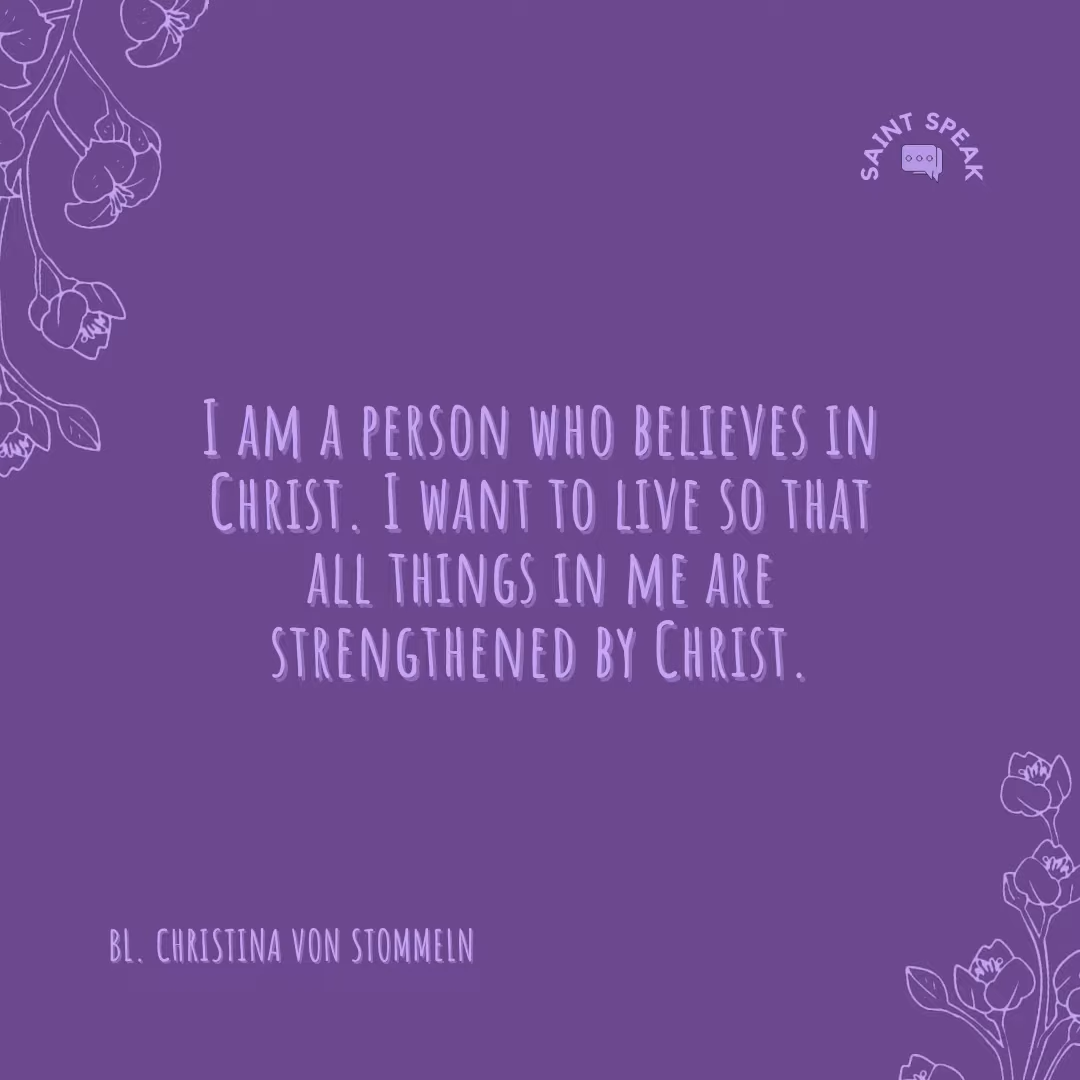 SAINT SPEAK
I AM A PERSON WHO BELIEVES IN
CHRIST. I WANT TO LIVE SO THAT
ALL THINGS IN ME ARE
STRENGTHENED BY CHRIST.
BL. CHRISTINA VON STOMMELN